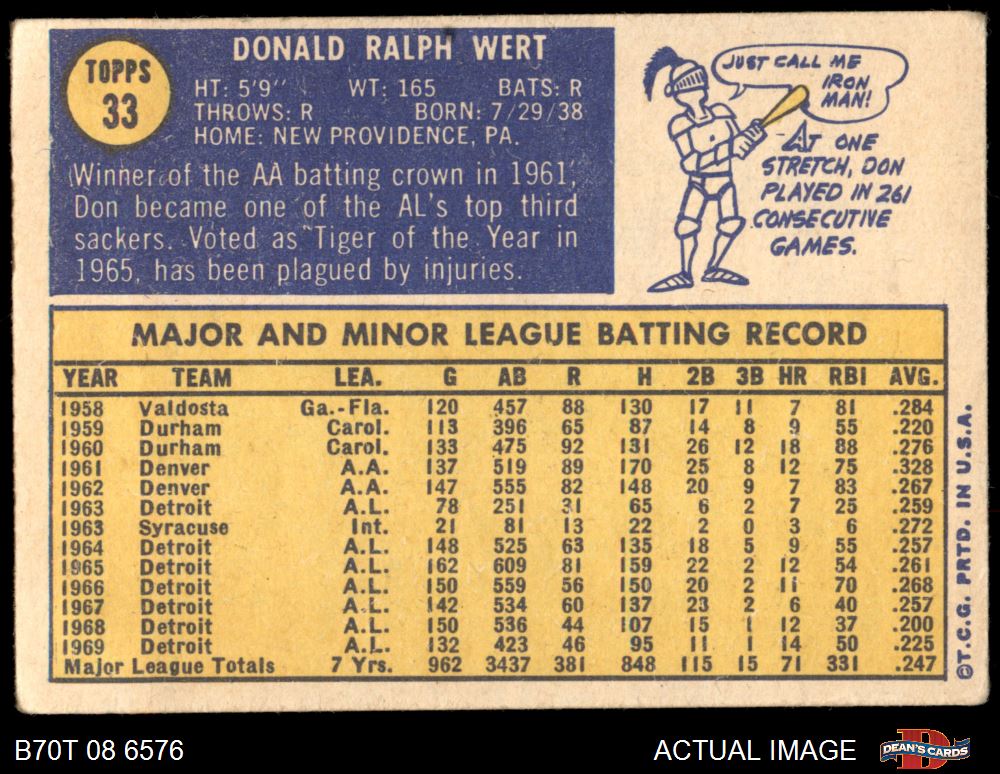 TOPPS
33
DONALD RALPH WERT
HT: 5'9" WT: 165 BATS: R
THROWS: R BORN: 7/29/38
HOME: NEW PROVIDENCE, PA.
Winner of the AA batting crown in 1961,
Don became one of the AL's top third
sackers. Voted as Tiger of the Year in
1965, has been plagued by injuries.
JUST CALL ME
IRON
MAN!
AT ONE
STRETCH, DON
PLAYED IN 261
CONSECUTIVE
GAMES.
MAJOR AND MINOR LEAGUE BATTING RECORD
YEAR TEAM LEA. G AB R H 2B 3B HR RBI AVG.
1958 Valdosta Ga.-Fla. 120 457 88 130 17 11 7 81 .284
1959 Durham Carol. 113 396 65 87 14 8 9 55 .220
1960 Durham Carol. 133 475 92 131 26 12 18 88 .276
1961 Denver A.A. 137 519 89 170 25 8 12 75 .328
1962 Denver A.A. 147 555 82 148 20 9 7 83 .267
1963 Detroit A.L. 78 251 31 65 6 2 7 25 .259
1963 Syracuse Int. 21 81 13 22 2 0 3 6 .272
1964 Detroit A.L. 148 525 63 135 18 5 9 55 .257
1965 Detroit A.L. 162 609 81 159 22 2 12 54 .261
1966 Detroit A.L. 150 559 56 150 20 2 11 70 .268
1967 Detroit A.L. 142 534 60 137 23 2 6 40 .257
1968 Detroit A.L. 150 536 44 107 15 1 12 37 .200
1969 Detroit A.L. 132 423 46 95 11 1 14 50 .225
Major League Totals 7 Yrs. 962 3437 381 848 115 15 71 331 .247
©T.C.G. PRTD. IN U.S.A.
B70T 08 6576
ACTUAL IMAGE
DEAN'S CARDS